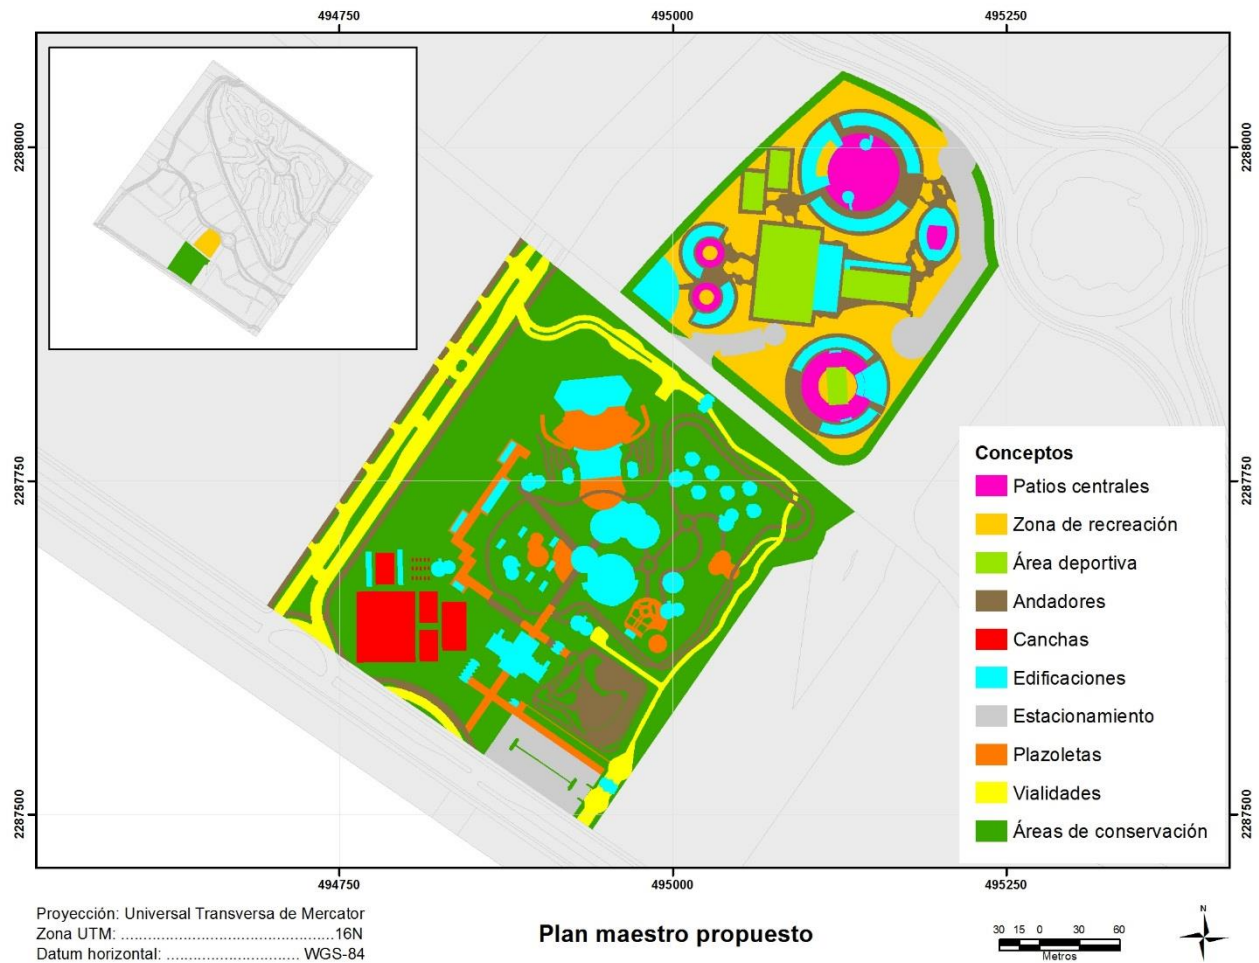 494750
495000
495250
2288000
2288000
2287750
2287750
2287500
2287500
Conceptos
Patios centrales
Zona de recreación
Área deportiva
Andadores
Canchas
Edificaciones
Estacionamiento
Plazoletas
Vialidades
Áreas de conservación
494750
495000
495250
Proyección: Universal Transversa de Mercator
Zona UTM: ................................................16N
Datum horizontal: ............................. WGS-84
Plan maestro propuesto
30 15 0 30 60
Metros
N